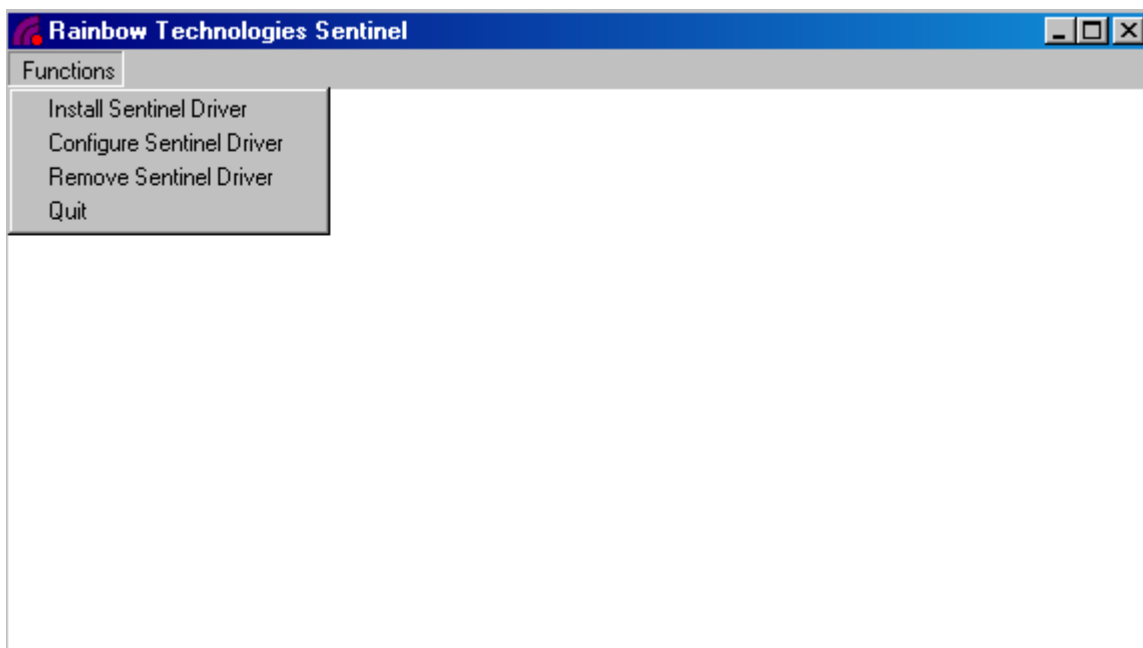 Rainbow Technologies Sentinel
Functions
Install Sentinel Driver
Configure Sentinel Driver
Remove Sentinel Driver
Quit